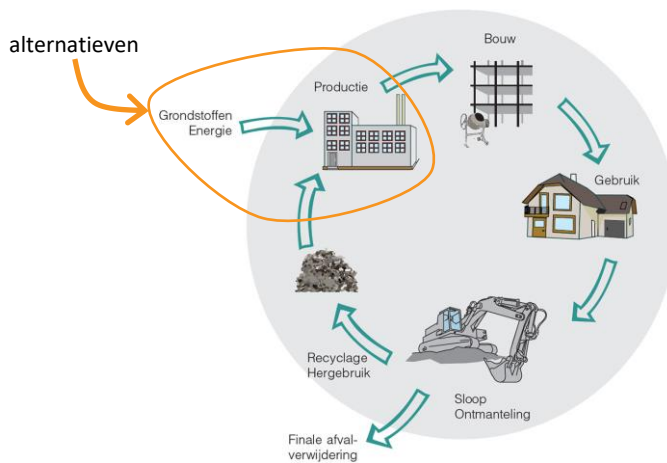 alternatieven
Grondstoffen
Energie
Productie
Bouw
Gebruik
Sloop
Ontmanteling
Recyclage
Hergebruik
Finale afval-
verwijdering